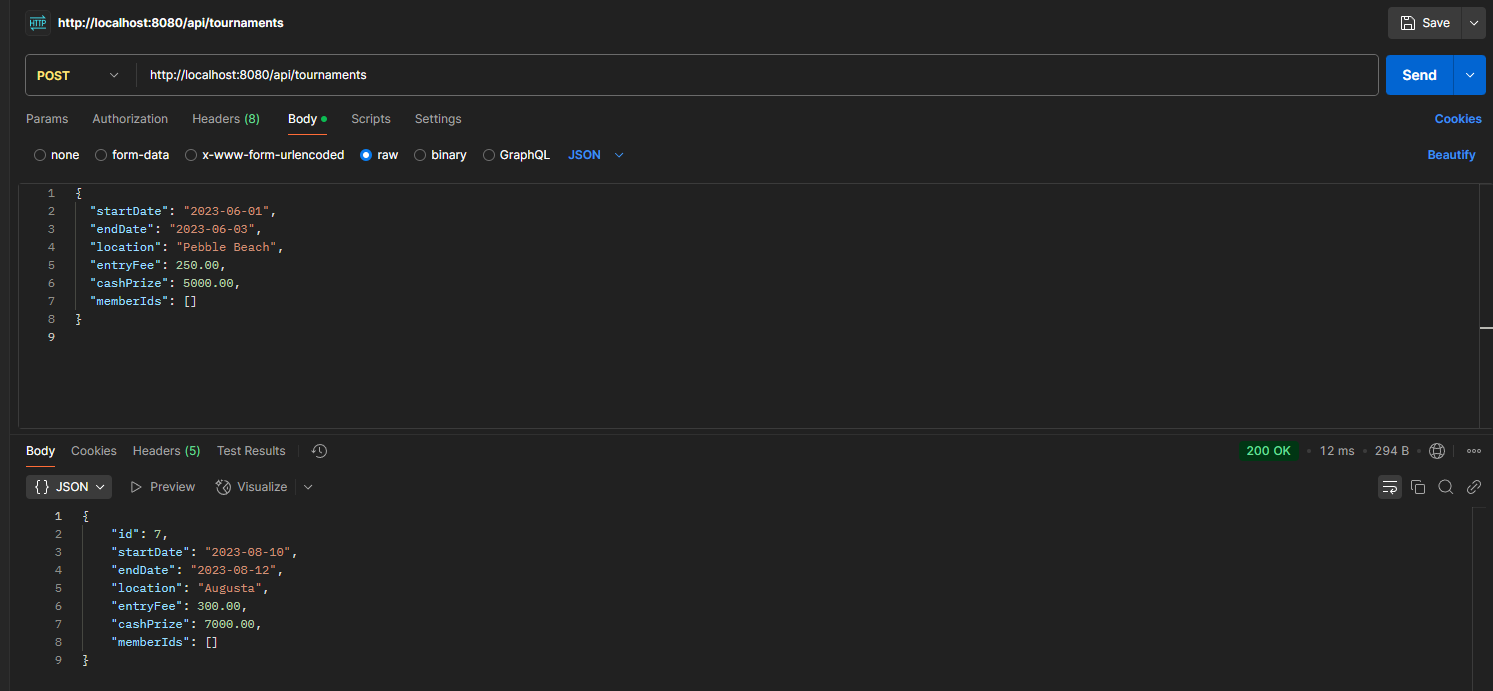 HTTP http://localhost:8080/api/tournaments Save
POST http://localhost:8080/api/tournaments Send
Params Authorization Headers (8) Body Scripts Settings Cookies
none form-data x-www-form-urlencoded raw binary GraphQL JSON Beautify
1 {
2 "startDate": "2023-06-01",
3 "endDate": "2023-06-03",
4 "location": "Pebble Beach",
5 "entryFee": 250.00,
6 "cashPrize": 5000.00,
7 "memberIds": []
8 }
9
Body Cookies Headers (5) Test Results 200 OK • 12 ms • 294 B •
{} JSON Preview Visualize
1 {
2 "id": 7,
3 "startDate": "2023-08-10",
4 "endDate": "2023-08-12",
5 "location": "Augusta",
6 "entryFee": 300.00,
7 "cashPrize": 7000.00,
8 "memberIds": []
9 }